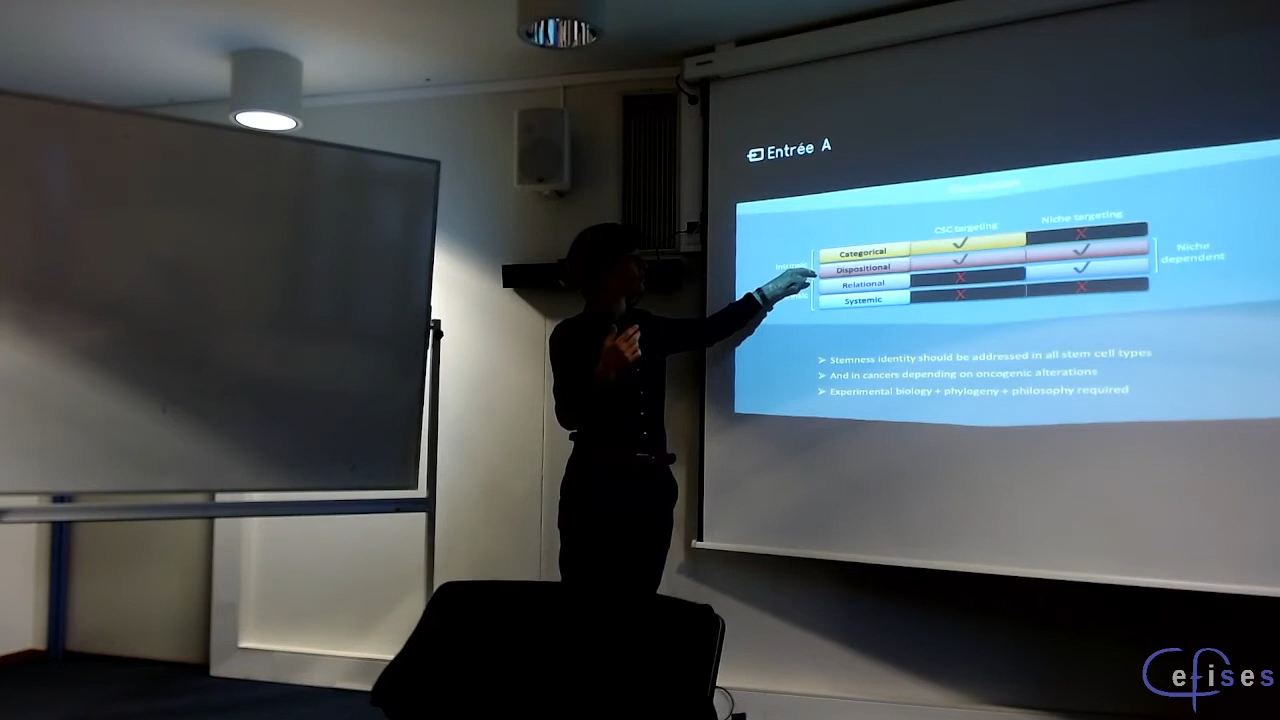 Entrée A
CSC targeting
Niche targeting
Categorical ✓ X
Dispositional ✓ ✓
Relational X ✓
Systemic X X
Niche
dependent
➢ Stemness identity should be addressed in all stem cell types
➢ And in cancers depending on oncogenic alterations
➢ Experimental biology + phylogeny + philosophy required
Cefises